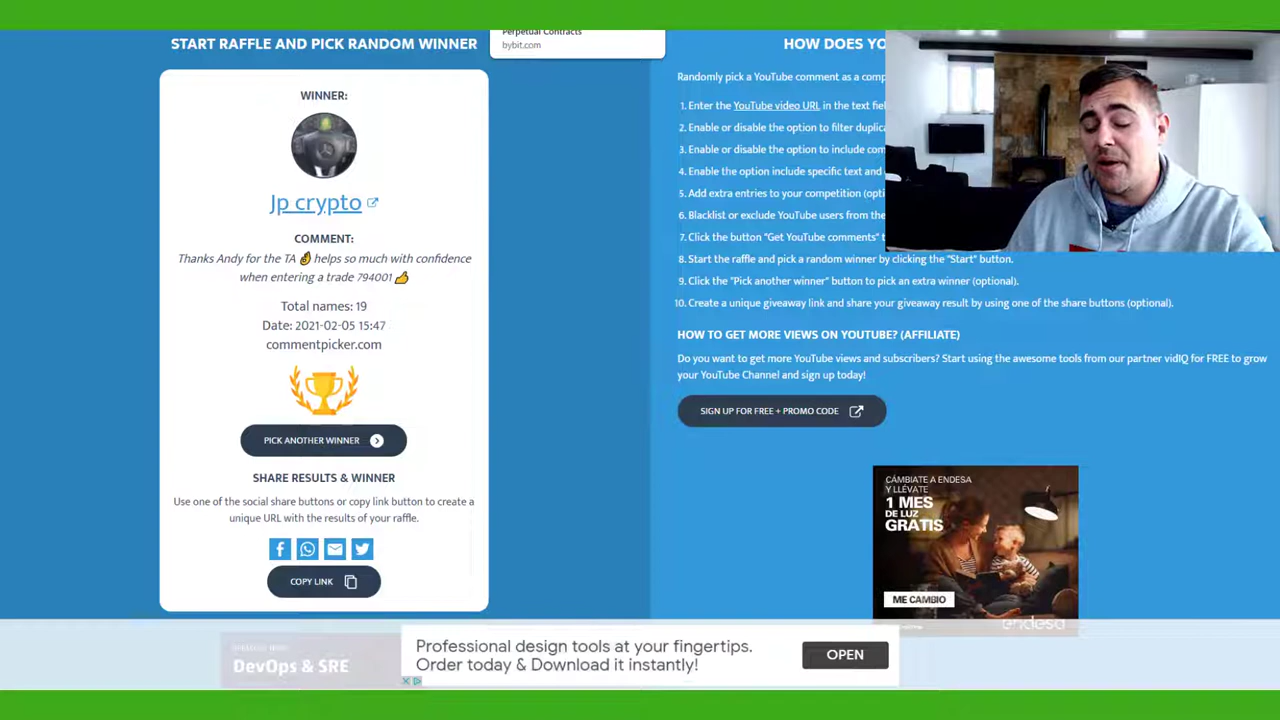 START RAFFLE AND PICK RANDOM WINNER
WINNER:
Jp crypto
COMMENT:
Thanks Andy for the TA 👌 helps so much with confidence
when entering a trade 794001 👍
Total names: 19
Date: 2021-02-05 15:47
commentpicker.com
PICK ANOTHER WINNER
SHARE RESULTS & WINNER
Use one of the social share buttons or copy link button to create a
unique URL with the results of your raffle.
COPY LINK
Perpetual Contracts
bybit.com
HOW DOES YO
Randomly pick a YouTube comment as a comp
1. Enter the YouTube video URL in the text fiel
2. Enable or disable the option to filter duplic
3. Enable or disable the option to include com
4. Enable the option include specific text and
5. Add extra entries to your competition (opti
6. Blacklist or exclude YouTube users from the
7. Click the button "Get YouTube comments" t
8. Start the raffle and pick a random winner by clicking the "Start" button.
9. Click the "Pick another winner" button to pick an extra winner (optional).
10. Create a unique giveaway link and share your giveaway result by using one of the share buttons (optional).
HOW TO GET MORE VIEWS ON YOUTUBE? (AFFILIATE)
Do you want to get more YouTube views and subscribers? Start using the awesome tools from our partner vidIQ for FREE to grow
your YouTube Channel and sign up today!
SIGN UP FOR FREE + PROMO CODE
CÁMBIATE A ENDESA
Y LLÉVATE
1 MES
DE LUZ
GRATIS
ME CAMBIO
endesa
DevOps & SRE
Professional design tools at your fingertips.
Order today & Download it instantly!
OPEN